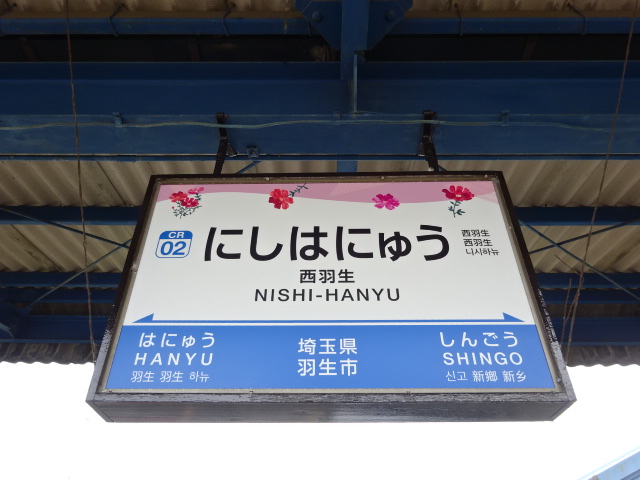 CR
02
にしはにゅう
西羽生
NISHI-HANYU
西羽生
西羽生
니시하뉴
はにゅう
HANYU
羽生 羽生 하뉴
埼玉県
羽生市
しんごう
SHINGO
신고 新鄉 新乡